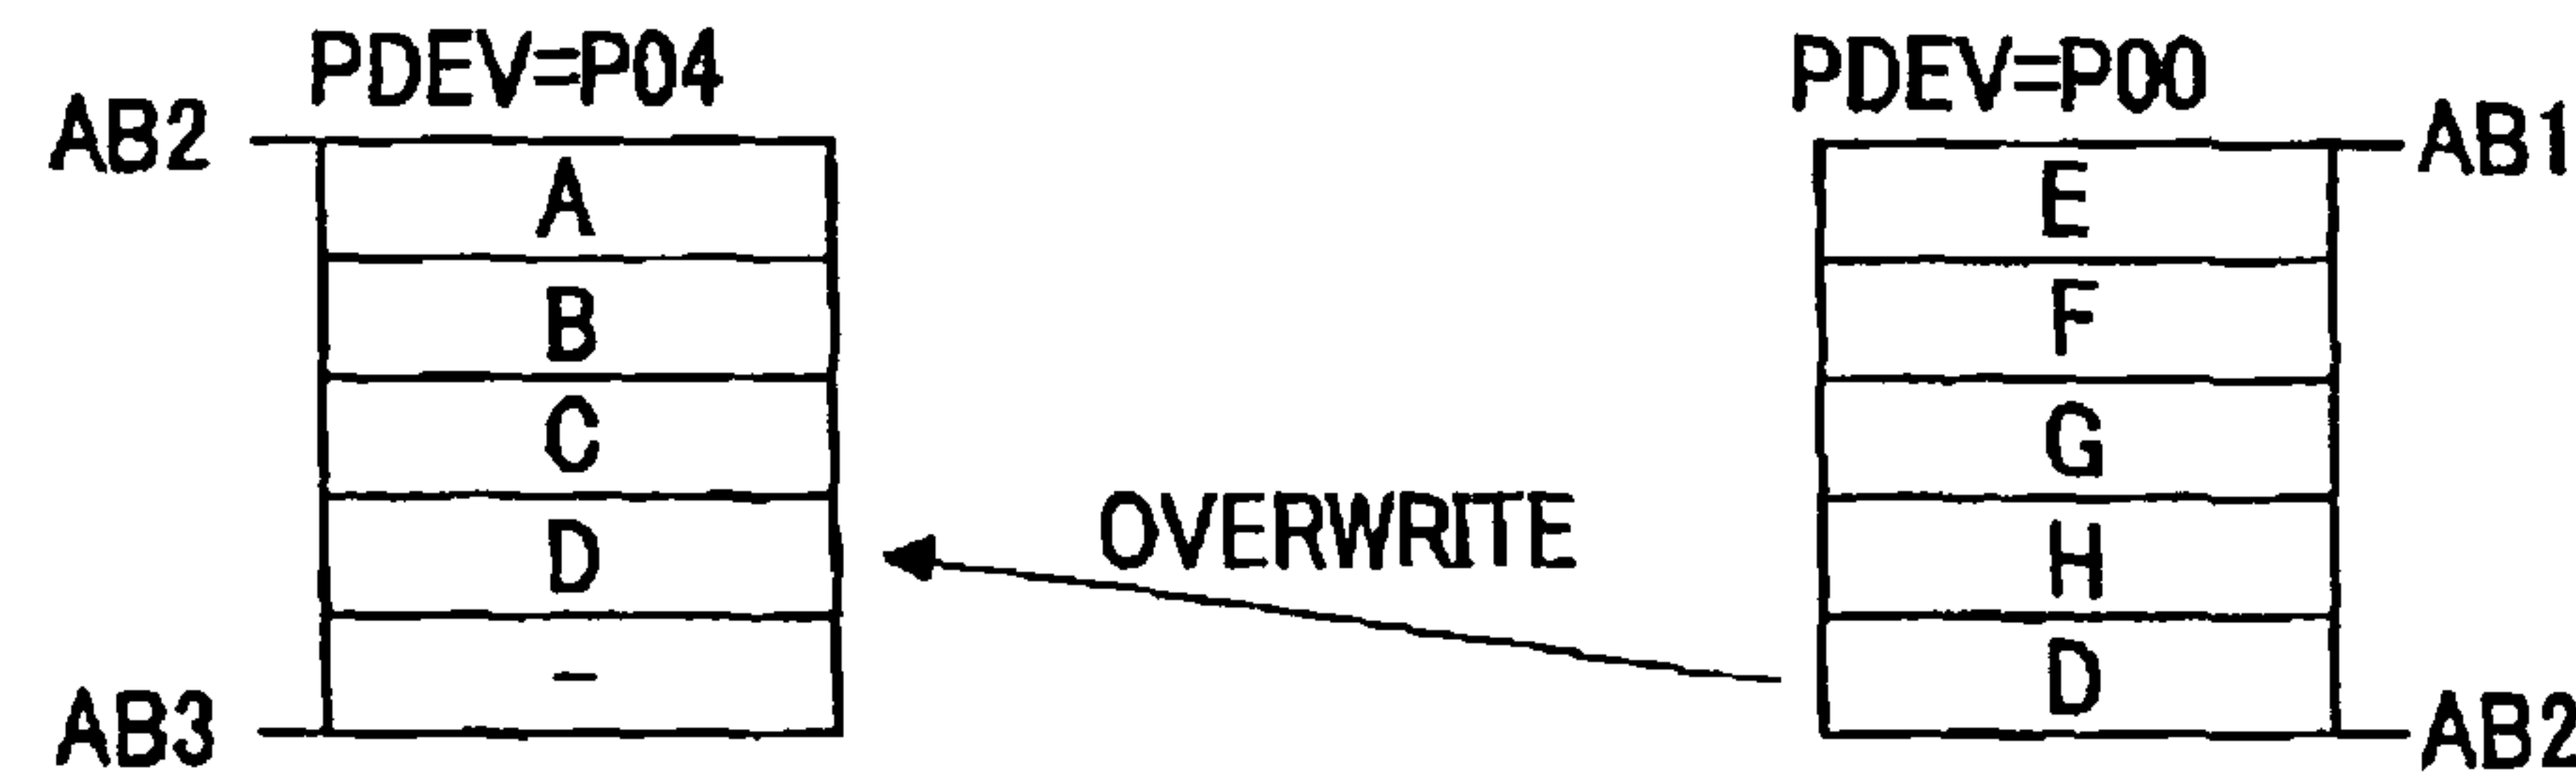 PDEV=P04
AB2
A
B
C
D
-
AB3
OVERWRITE
PDEV=P00
AB1
E
F
G
H
D
AB2